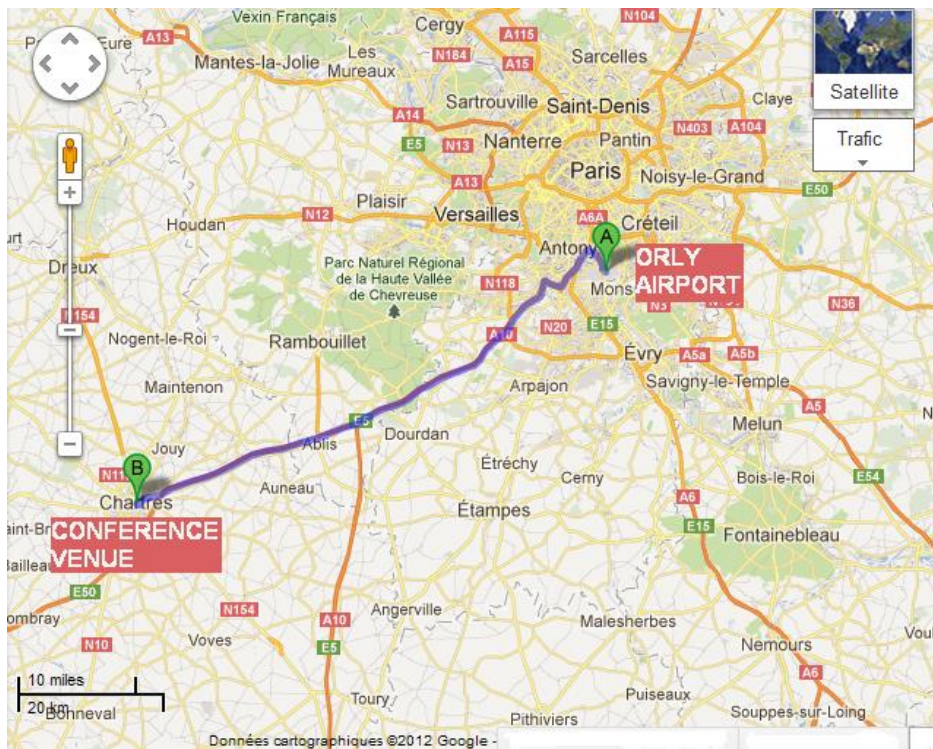 Vexin Français
N104
A13
Eure
Mantes-la-Jolie
Les
Mureaux
Cergy
N184
A115
A15
Sarcelles
Satellite
Sartrouville
Saint-Denis
Claye
A14
E5
N13
Nanterre
Pantin
N403
A104
Trafic
A13
Paris
Noisy-le-Grand
E50
Plaisir
N12
Versailles
Houdan
A6A
Créteil
A
Antony
ORLY
AIRPORT
Dreux
Parc Naturel Régional
de la Haute Vallée
de Chevreuse
N118
Mons
N3
N36
N154
E15
N20
A10
Nogent-le-Roi
Rambouillet
Évry
A5a
A5b
Maintenon
Arpajon
Savigny-le-Temple
A5
E5
Dourdan
Melun
Jouy
Ablis
B
Étréchy
Cerny
Bois-le-Roi
E54
Chartres
Auneau
Étampes
A6
E15
Fontainebleau
CONFERENCE
VENUE
E50
N154
Angerville
A10
Malesherbes
N10
Voves
E5
Nemours
A6
10 miles
20 km
Bonneval
Toury
Puiseaux
Pithiviers
Souppes-sur-Loing
Données cartographiques ©2012 Google -